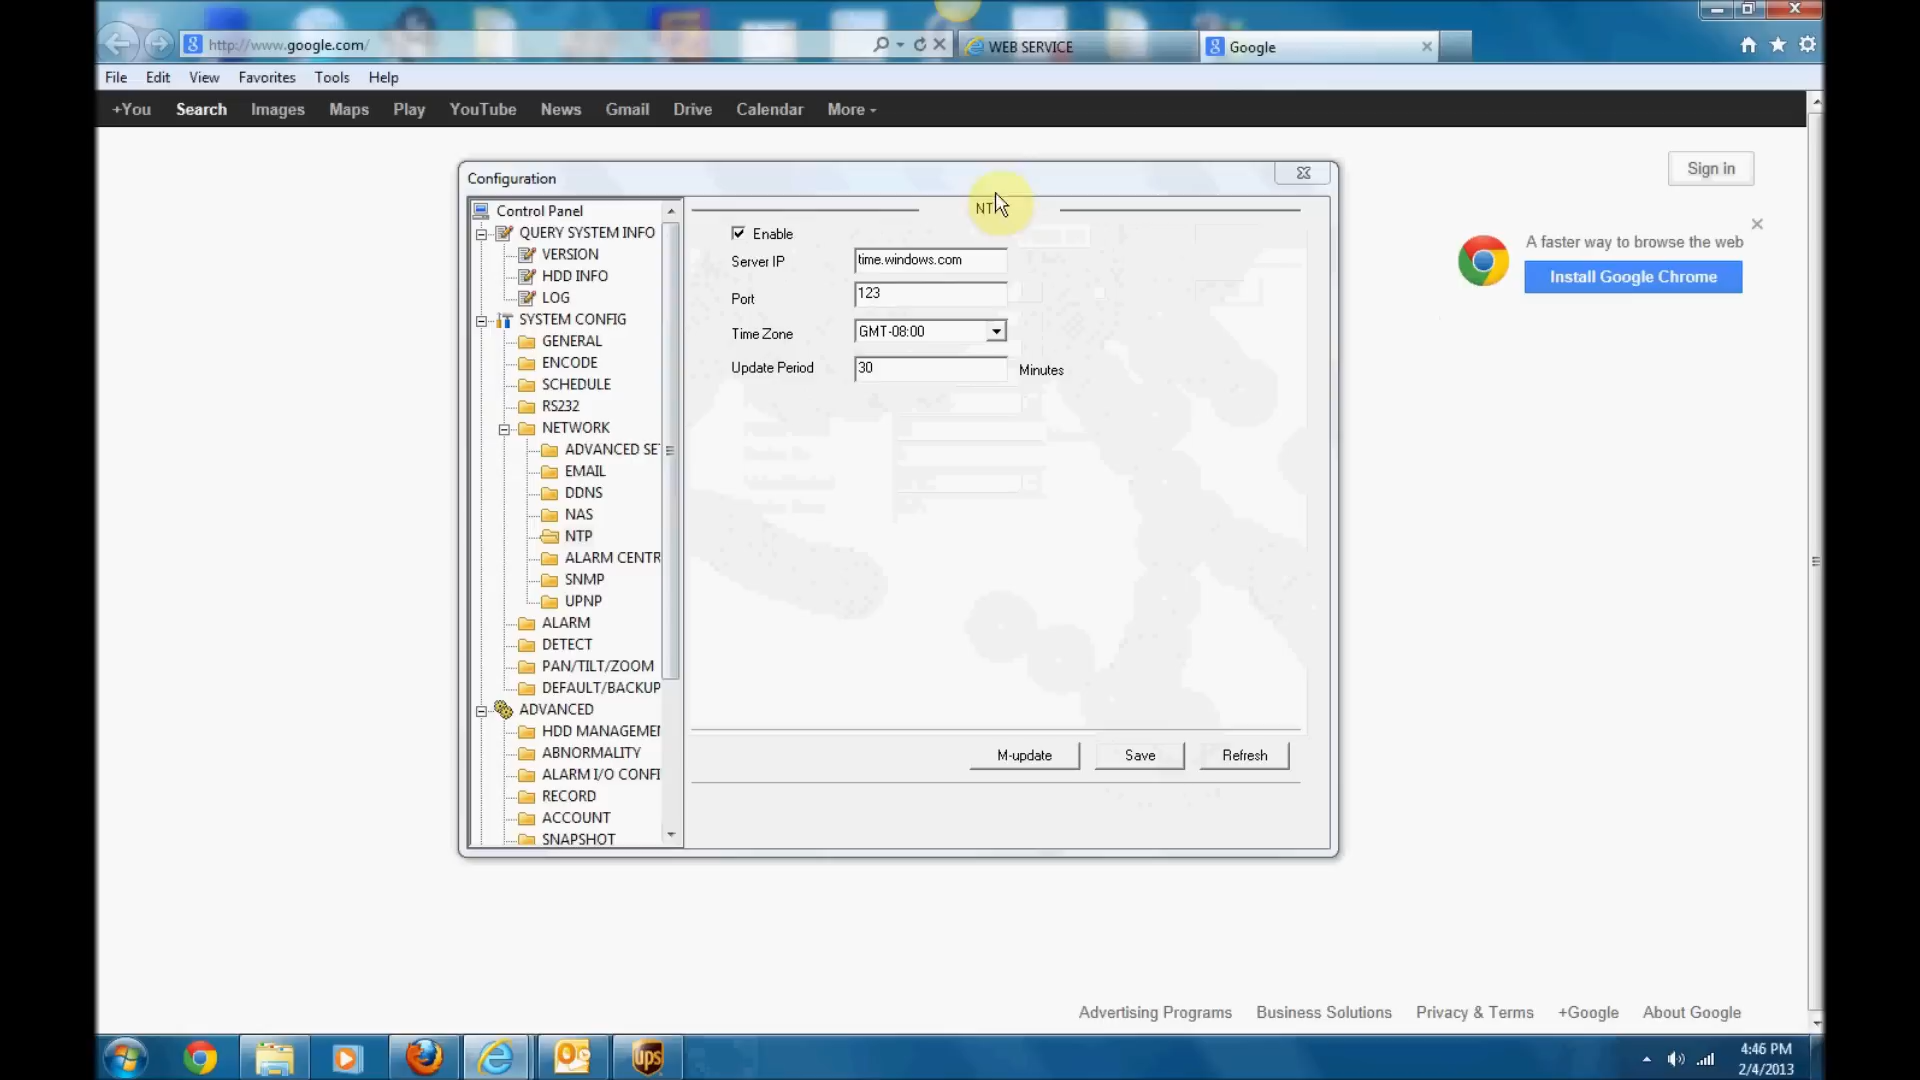 http://www.google.com/
WEB SERVICE
Google
File Edit View Favorites Tools Help
+You Search Images Maps Play YouTube News Gmail Drive Calendar More
Sign in
A faster way to browse the web
Install Google Chrome
Configuration
Control Panel
QUERY SYSTEM INFO
VERSION
HDD INFO
LOG
SYSTEM CONFIG
GENERAL
ENCODE
SCHEDULE
RS232
NETWORK
ADVANCED SE
EMAIL
DDNS
NAS
NTP
ALARM CENTR
SNMP
UPNP
ALARM
DETECT
PAN/TILT/ZOOM
DEFAULT/BACKUP
ADVANCED
HDD MANAGEMEN
ABNORMALITY
ALARM I/O CONFI
RECORD
ACCOUNT
SNAPSHOT
Enable
Server IP time.windows.com
Port 123
Time Zone GMT-08:00
Update Period 30 Minutes
M-update Save Refresh
Advertising Programs Business Solutions Privacy & Terms +Google About Google
ups
4:46 PM
2/4/2013